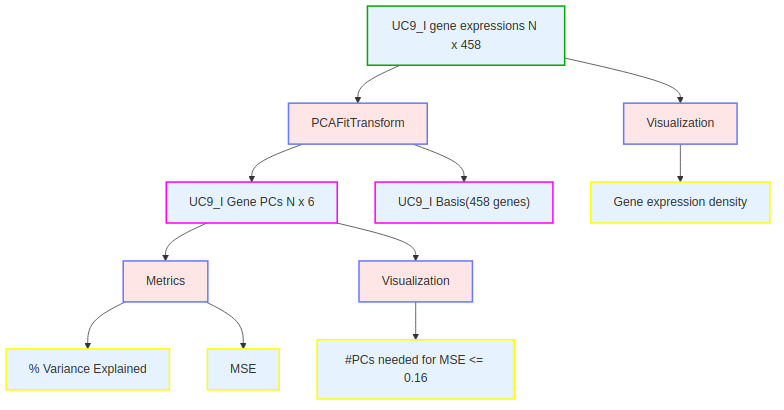 UC9_I gene expressions N
x 458
PCAFitTransform
Visualization
UC9_I Gene PCs N x 6
UC9_I Basis(458 genes)
Gene expression density
Metrics
Visualization
% Variance Explained
MSE
#PCs needed for MSE <=
0.16